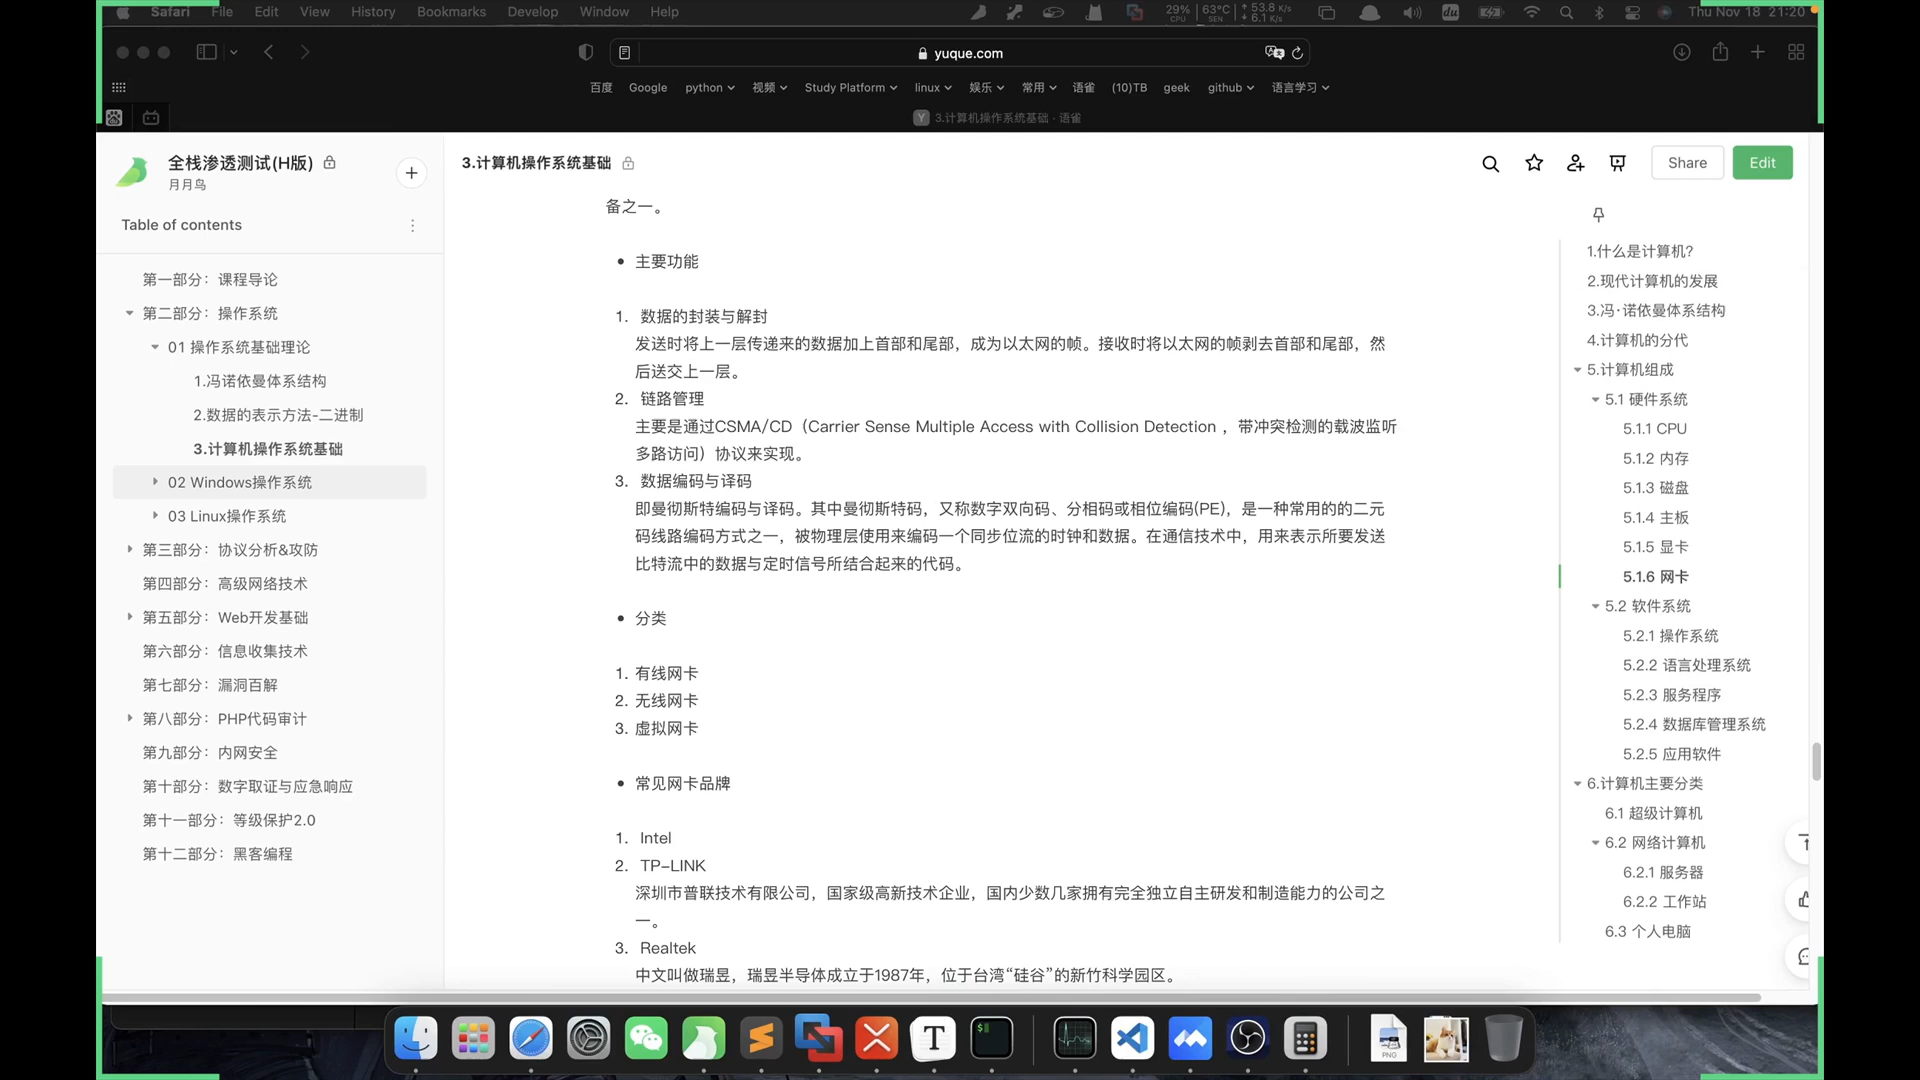 Safari File Edit View History Bookmarks Develop Window Help
29% CPU 63°C SEN 53.8 K/s 6.1 K/s Thu Nov 18 21:20
yuque.com
百度 Google python 视频 Study Platform linux 娱乐 常用 语雀 (10)TB geek github 语言学习
Y 3.计算机操作系统基础 · 语雀
全栈渗透测试(H版)
月月鸟
Table of contents
第一部分：课程导论
第二部分：操作系统
01 操作系统基础理论
1.冯诺依曼体系结构
2.数据的表示方法-二进制
3.计算机操作系统基础
02 Windows操作系统
03 Linux操作系统
第三部分：协议分析&攻防
第四部分：高级网络技术
第五部分：Web开发基础
第六部分：信息收集技术
第七部分：漏洞百解
第八部分：PHP代码审计
第九部分：内网安全
第十部分：数字取证与应急响应
第十一部分：等级保护2.0
第十二部分：黑客编程
3.计算机操作系统基础
Share Edit
备之一。
主要功能
1. 数据的封装与解封
发送时将上一层传递来的数据加上首部和尾部，成为以太网的帧。接收时将以太网的帧剥去首部和尾部，然
后送交上一层。
2. 链路管理
主要是通过CSMA/CD（Carrier Sense Multiple Access with Collision Detection ，带冲突检测的载波监听
多路访问）协议来实现。
3. 数据编码与译码
即曼彻斯特编码与译码。其中曼彻斯特码，又称数字双向码、分相码或相位编码(PE)，是一种常用的的二元
码线路编码方式之一，被物理层使用来编码一个同步位流的时钟和数据。在通信技术中，用来表示所要发送
比特流中的数据与定时信号所结合起来的代码。
分类
1. 有线网卡
2. 无线网卡
3. 虚拟网卡
常见网卡品牌
1. Intel
2. TP-LINK
深圳市普联技术有限公司，国家级高新技术企业，国内少数几家拥有完全独立自主研发和制造能力的公司之
一。
3. Realtek
中文叫做瑞昱，瑞昱半导体成立于1987年，位于台湾“硅谷”的新竹科学园区。
1.什么是计算机?
2.现代计算机的发展
3.冯·诺依曼体系结构
4.计算机的分代
5.计算机组成
5.1 硬件系统
5.1.1 CPU
5.1.2 内存
5.1.3 磁盘
5.1.4 主板
5.1.5 显卡
5.1.6 网卡
5.2 软件系统
5.2.1 操作系统
5.2.2 语言处理系统
5.2.3 服务程序
5.2.4 数据库管理系统
5.2.5 应用软件
6.计算机主要分类
6.1 超级计算机
6.2 网络计算机
6.2.1 服务器
6.2.2 工作站
6.3 个人电脑
T
PNG